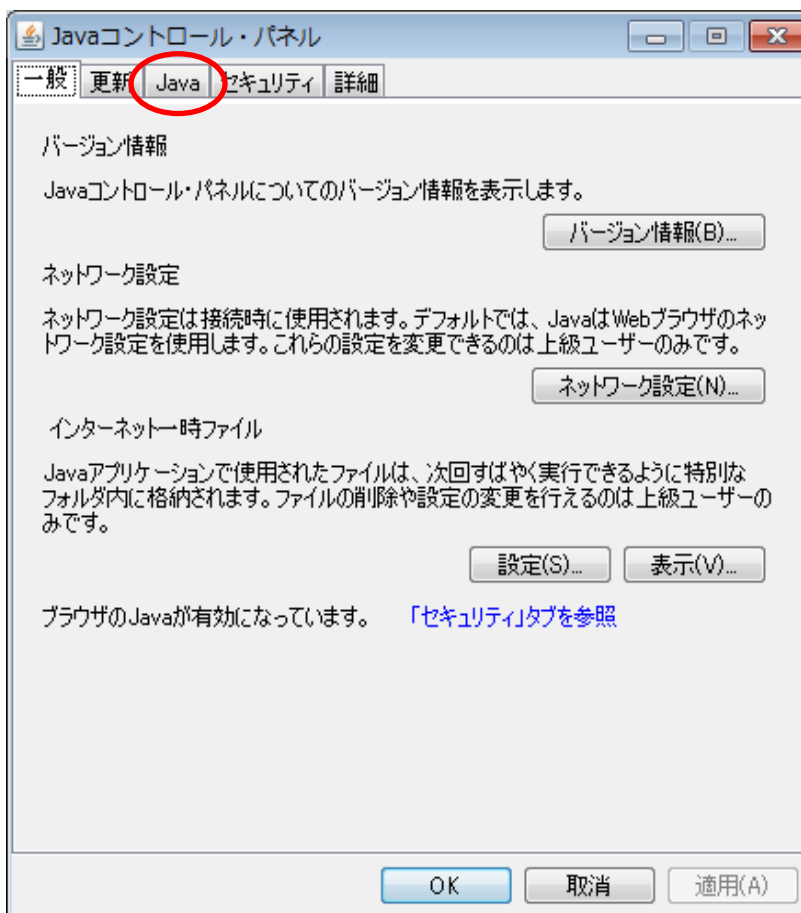 Javaコントロール・パネル
一般 更新 Java セキュリティ 詳細
バージョン情報
Javaコントロール・パネルについてのバージョン情報を表示します。
バージョン情報(B)...
ネットワーク設定
ネットワーク設定は接続時に使用されます。デフォルトでは、JavaはWebブラウザのネッ
トワーク設定を使用します。これらの設定を変更できるのは上級ユーザーのみです。
ネットワーク設定(N)...
インターネット一時ファイル
Javaアプリケーションで使用されたファイルは、次回すばやく実行できるように特別な
フォルダ内に格納されます。ファイルの削除や設定の変更を行えるのは上級ユーザーの
みです。
設定(S)... 表示(V)...
ブラウザのJavaが有効になっています。 「セキュリティ」タブを参照
OK 取消 適用(A)